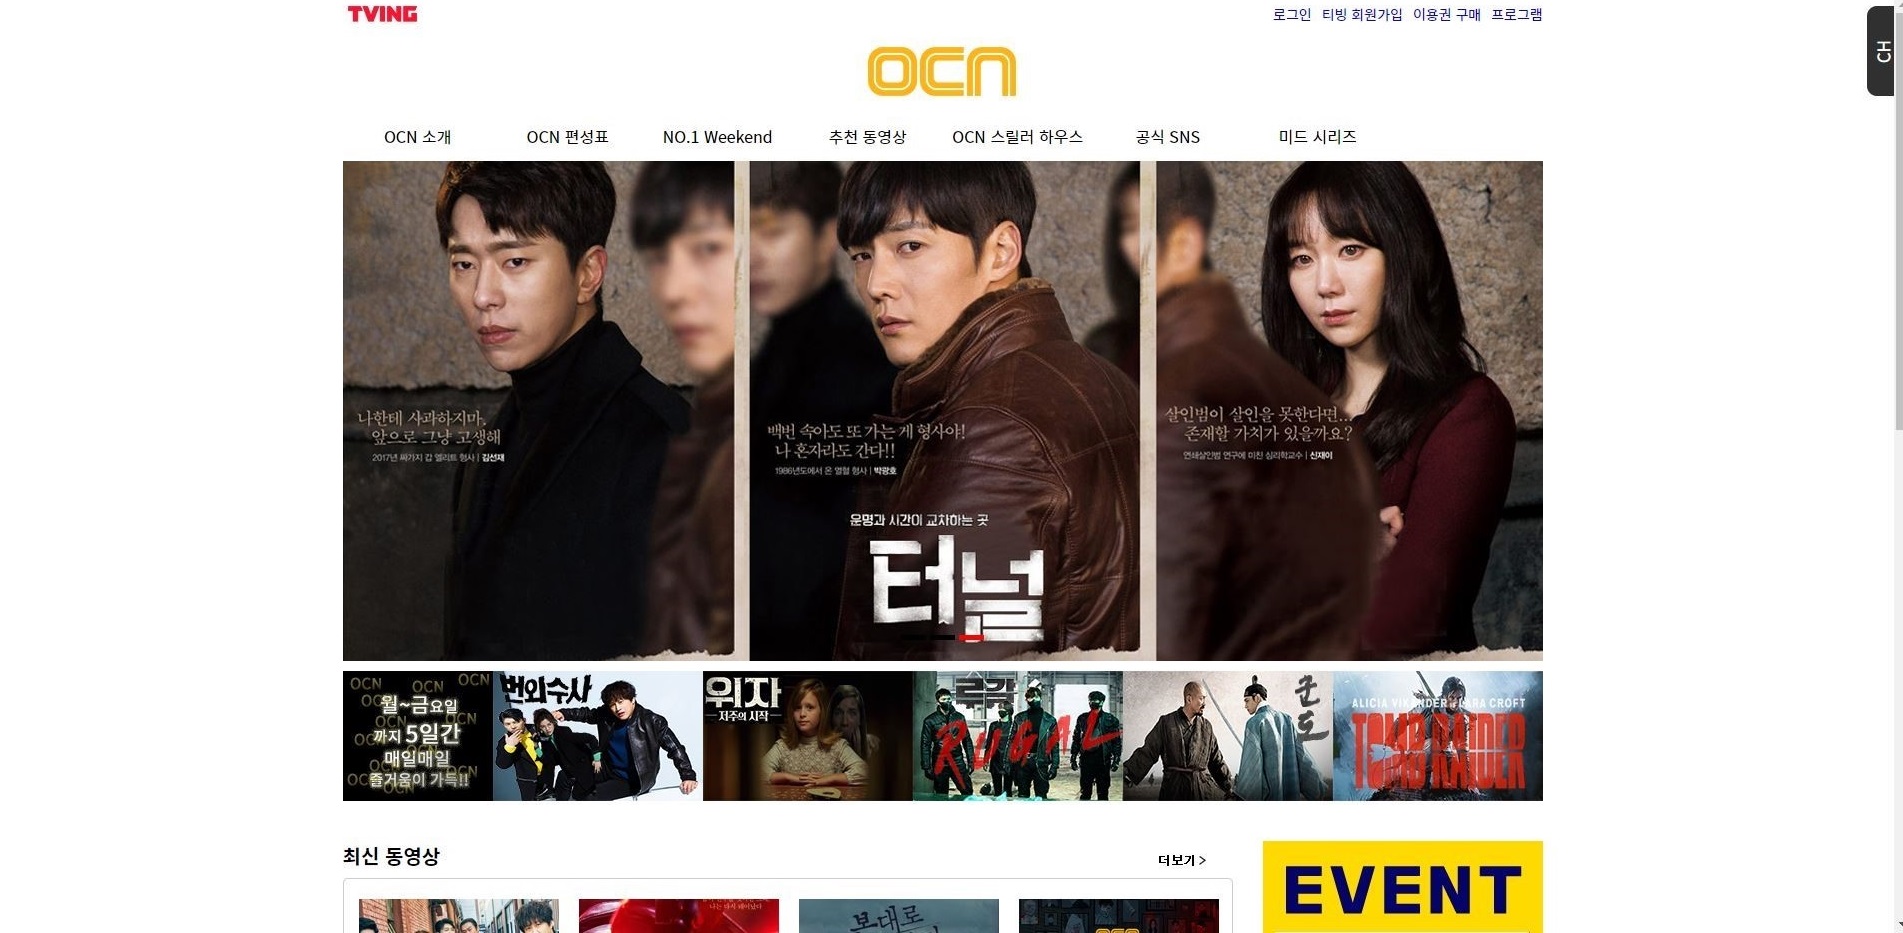 TVING
로그인 티빙 회원가입 이용권 구매 프로그램
CH
OCN
OCN 소개 OCN 편성표 NO.1 Weekend 추천 동영상 OCN 스릴러 하우스 공식 SNS 미드 시리즈
나한테 사과하지마.
앞으로 그냥 고생해
2017년 싸가지 갑 엘리트 형사 | 김선재
백번 속아도 또 가는 게 형사야!
나 혼자라도 간다!!
1986년도에서 온 열혈 형사 | 박광호
살인범이 살인을 못한다면...
존재할 가치가 있을까요?
연쇄살인범 연구에 미친 심리학교수 | 신재이
운명과 시간이 교차하는 곳
터널
OCN OCN OCN
월~금요일
까지 5일간
매일매일
즐거움이 가득!!
번외수사
위자
저주의 시작
루갈
RUGAL
군도
ALICIA VIKANDER LARA CROFT
TOMB RAIDER
최신 동영상
더보기 >
EVENT
본대로